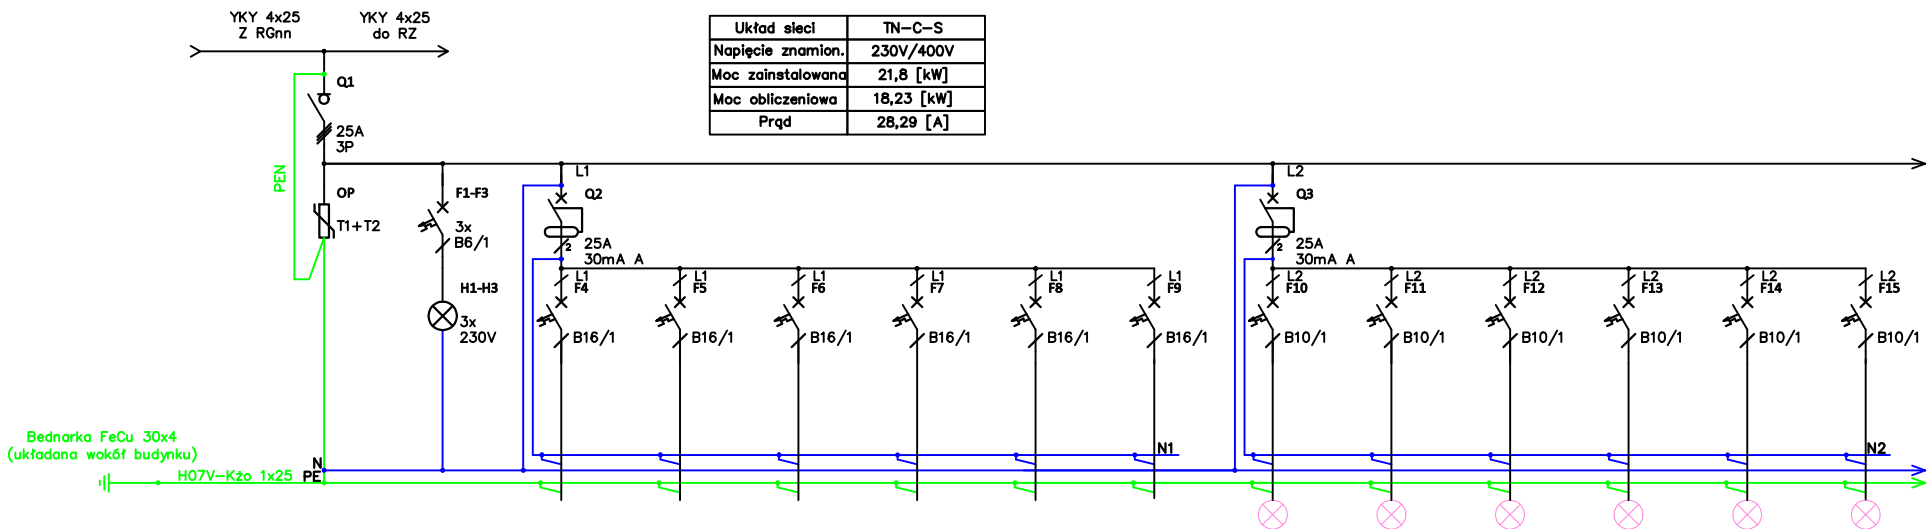 YKY 4x25
Z RGnn
YKY 4x25
do RZ
Układ sieci TN-C-S
Napięcie znamion. 230V/400V
Moc zainstalowana 21,8 [kW]
Moc obliczeniowa 18,23 [kW]
Prąd 28,29 [A]
Q1
25A
3P
PEN
OP
T1+T2
F1-F3
3x
B6/1
H1-H3
3x
230V
L1
Q2
2
25A
30mA A
L1
F4
B16/1
L1
F5
B16/1
L1
F6
B16/1
L1
F7
B16/1
L1
F8
B16/1
L1
F9
B16/1
L2
Q3
2
25A
30mA A
L2
F10
B10/1
L2
F11
B10/1
L2
F12
B10/1
L2
F13
B10/1
L2
F14
B10/1
L2
F15
B10/1
N1
N2
Bednarka FeCu 30x4
(układana wokół budynku)
H07V-Kżo 1x25
N
PE